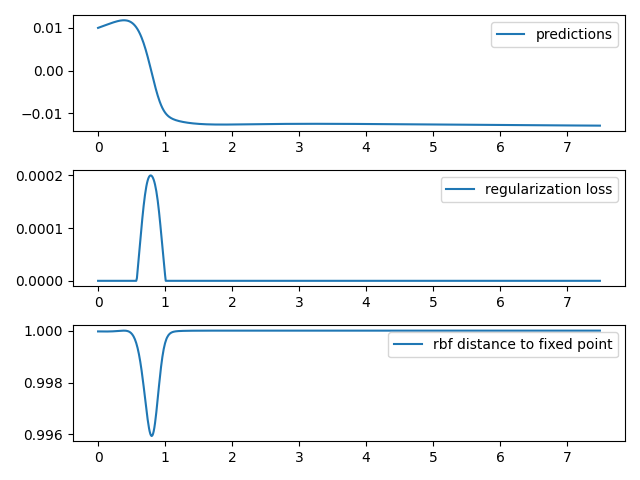 0.01
0.00
−0.01
predictions
0 1 2 3 4 5 6 7
0.0002
0.0001
0.0000
regularization loss
0 1 2 3 4 5 6 7
1.000
0.998
0.996
rbf distance to fixed point
0 1 2 3 4 5 6 7